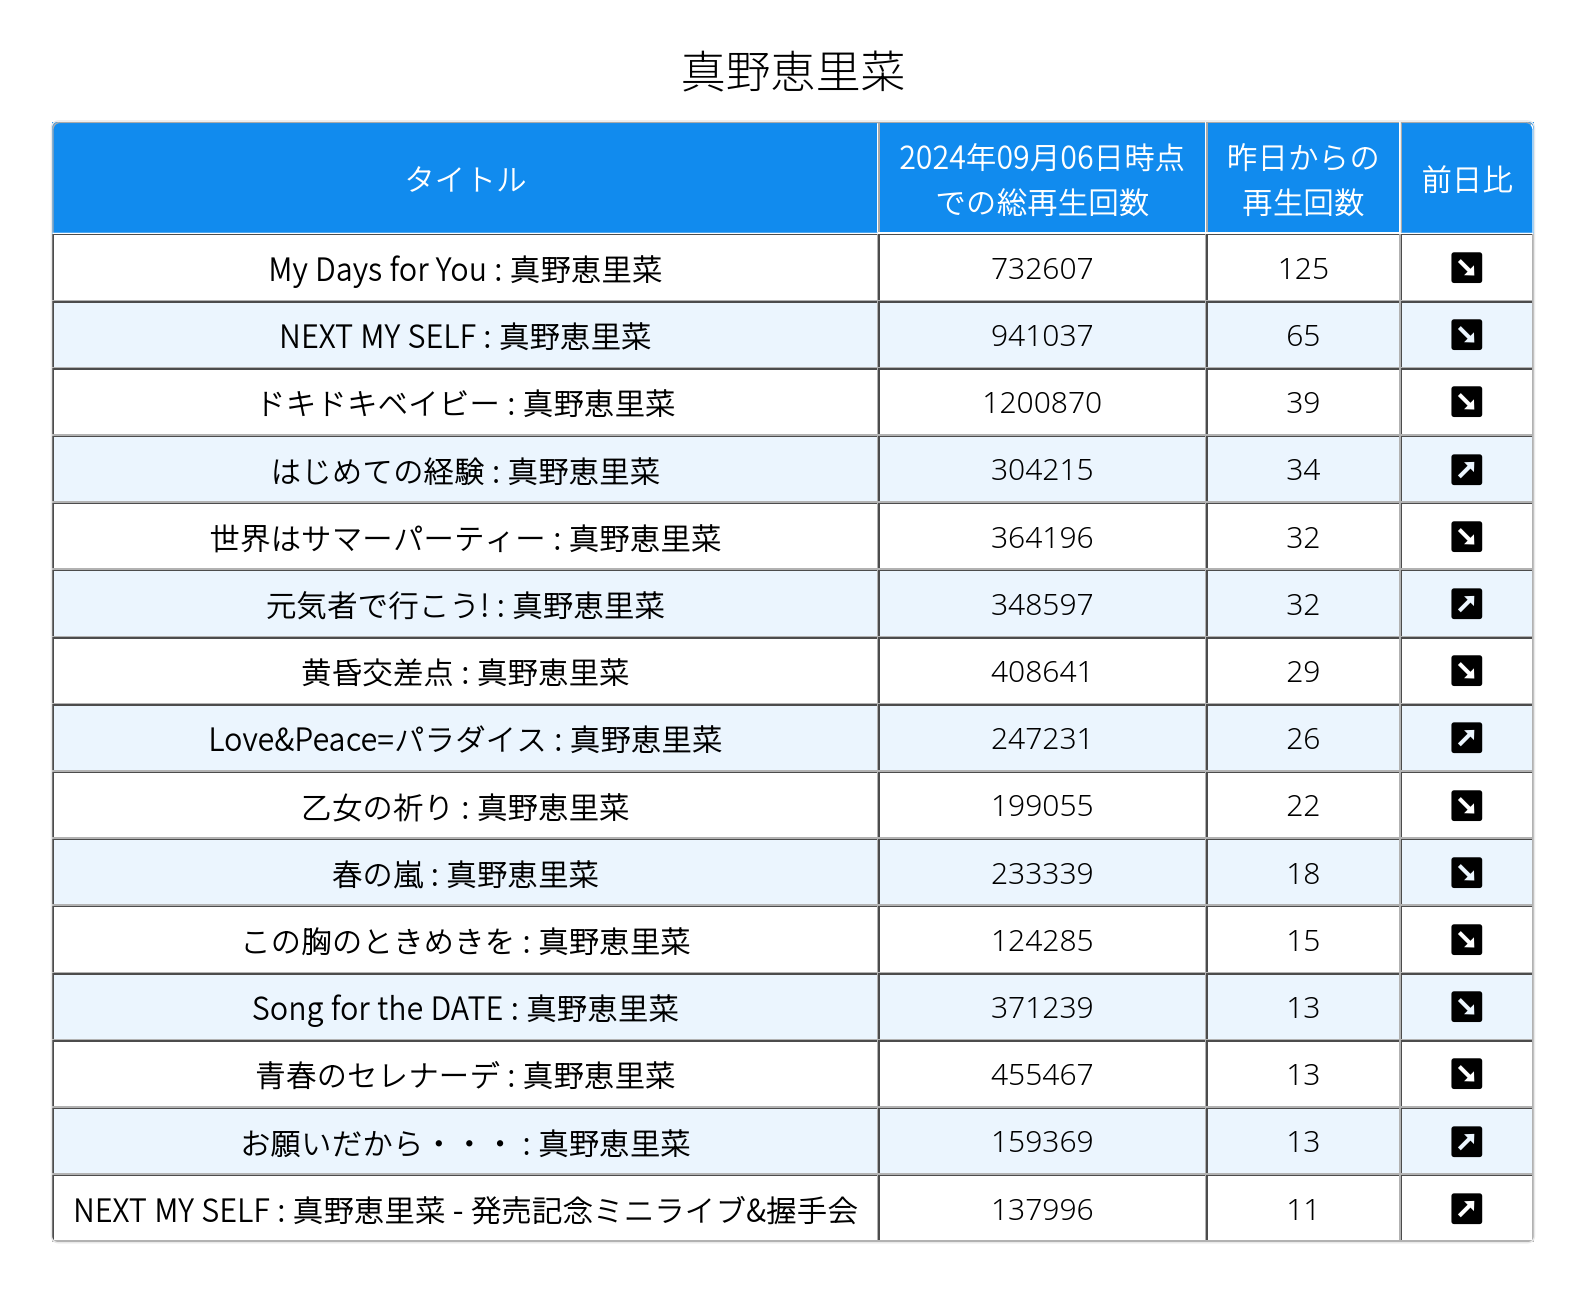 真野恵里菜
タイトル
2024年09月06日時点
での総再生回数
昨日からの
再生回数
前日比
My Days for You : 真野恵里菜 732607 125 ↘
NEXT MY SELF : 真野恵里菜 941037 65 ↘
ドキドキベイビー : 真野恵里菜 1200870 39 ↘
はじめての経験 : 真野恵里菜 304215 34 ↗
世界はサマーパーティー : 真野恵里菜 364196 32 ↘
元気者で行こう! : 真野恵里菜 348597 32 ↗
黄昏交差点 : 真野恵里菜 408641 29 ↘
Love&Peace=パラダイス : 真野恵里菜 247231 26 ↗
乙女の祈り : 真野恵里菜 199055 22 ↘
春の嵐 : 真野恵里菜 233339 18 ↘
この胸のときめきを : 真野恵里菜 124285 15 ↘
Song for the DATE : 真野恵里菜 371239 13 ↘
青春のセレナーデ : 真野恵里菜 455467 13 ↘
お願いだから・・・ : 真野恵里菜 159369 13 ↗
NEXT MY SELF : 真野恵里菜 - 発売記念ミニライブ&握手会 137996 11 ↗